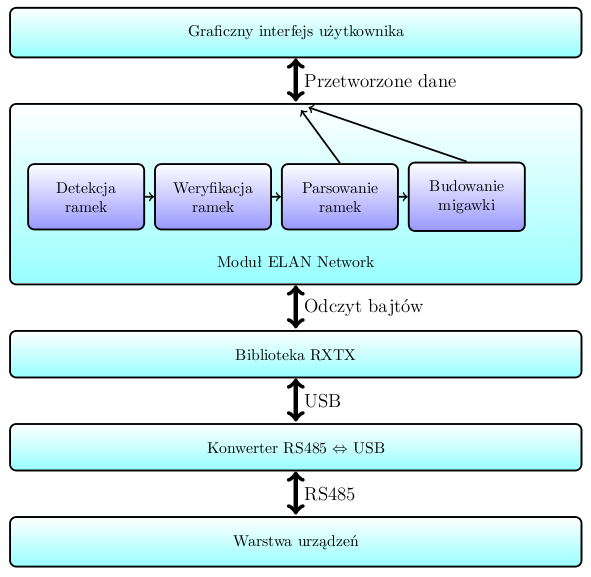 Graficzny interfejs użytkownika
Przetworzone dane
Detekcja
ramek
Weryfikacja
ramek
Parsowanie
ramek
Budowanie
migawki
Moduł ELAN Network
Odczyt bajtów
Biblioteka RXTX
USB
Konwerter RS485 ⇔ USB
RS485
Warstwa urządzeń